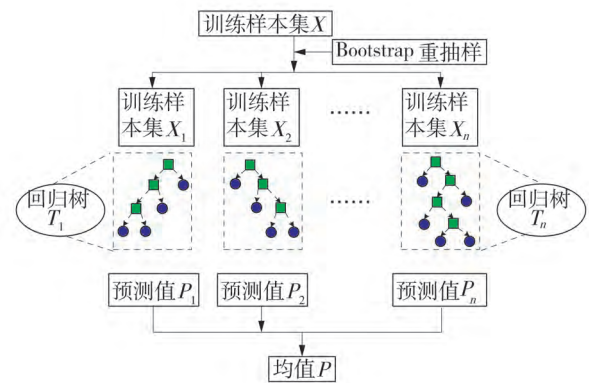 训练样本集X
Bootstrap 重抽样
训练样
本集X₁
训练样
本集X₂
……
训练样
本集Xₙ
回归树
T₁
……
回归树
Tₙ
预测值P₁
预测值P₂
预测值Pₙ
均值P